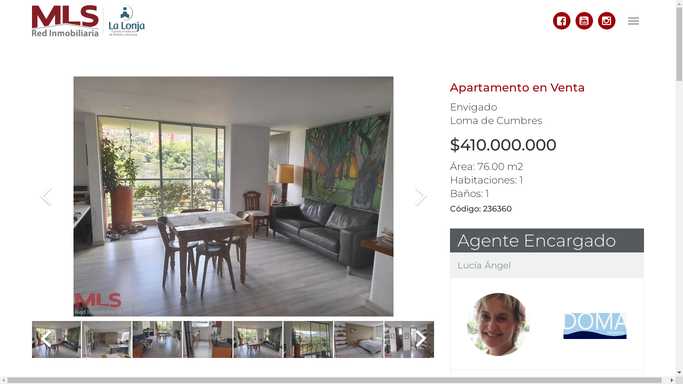 MLS
Red Inmobiliaria
La Lonja
Apartamento en Venta
Envigado
Loma de Cumbres
$410.000.000
Área: 76.00 m2
Habitaciones: 1
Baños: 1
Código: 236360
MLS
Red Inmobiliaria
Agente Encargado
Lucía Ángel
DOMA